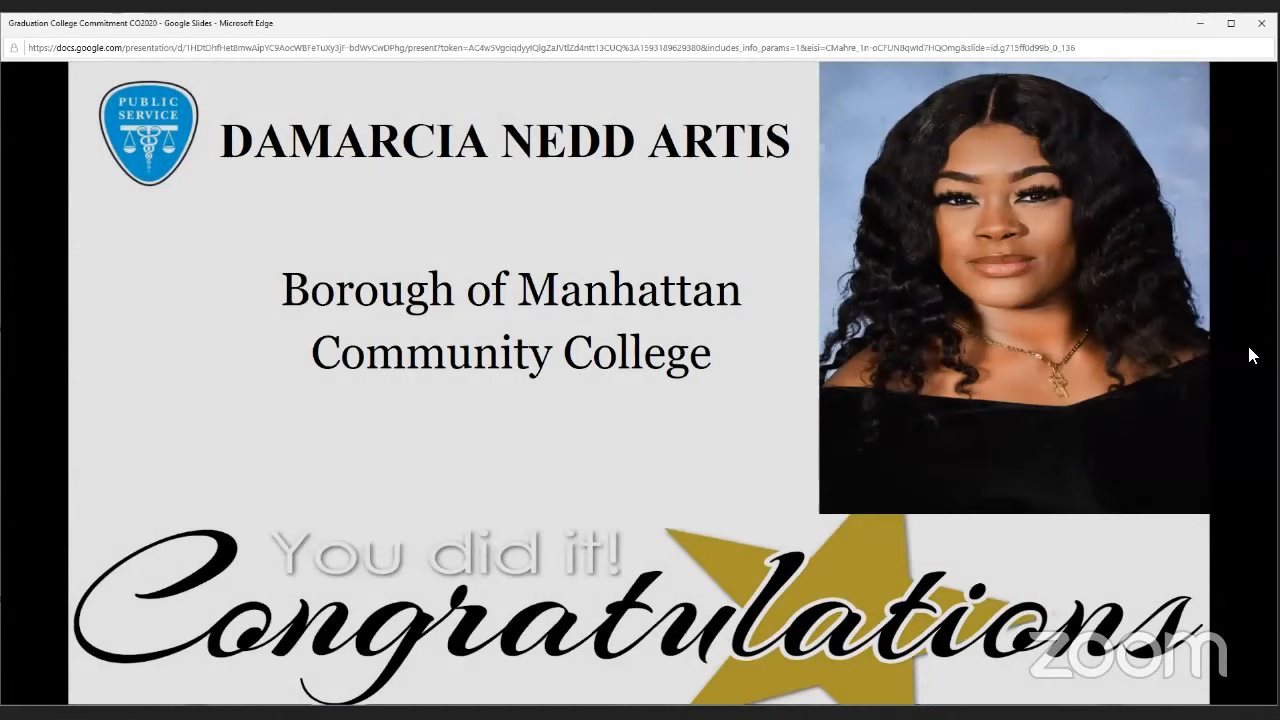 Graduation College Commitment CO2020 - Google Slides - Microsoft Edge
PUBLIC
SERVICE
DAMARCIA NEDD ARTIS
Borough of Manhattan
Community College
You did it!
Congratulations
zoom